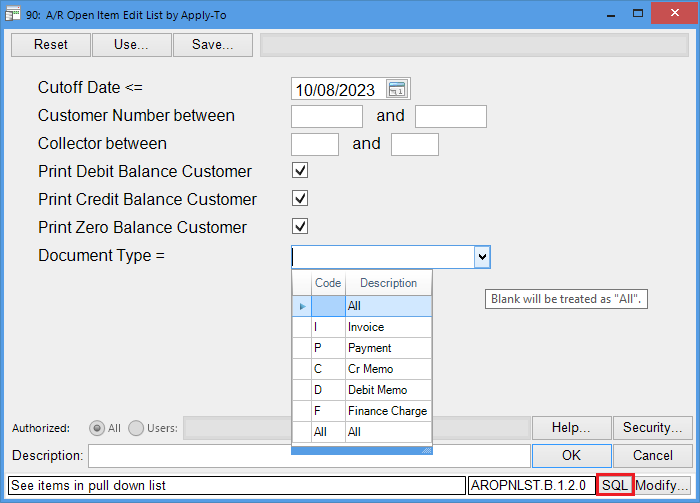 90: A/R Open Item Edit List by Apply-To
Reset Use... Save...
Cutoff Date <= 10/08/2023
Customer Number between and
Collector between and
Print Debit Balance Customer
Print Credit Balance Customer
Print Zero Balance Customer
Document Type =
Code Description
All
Blank will be treated as "All".
I Invoice
P Payment
C Cr Memo
D Debit Memo
F Finance Charge
All All
Authorized: All Users: Help... Security...
Description: OK Cancel
See items in pull down list AROPNLST.B.1.2.0 SQL Modify...